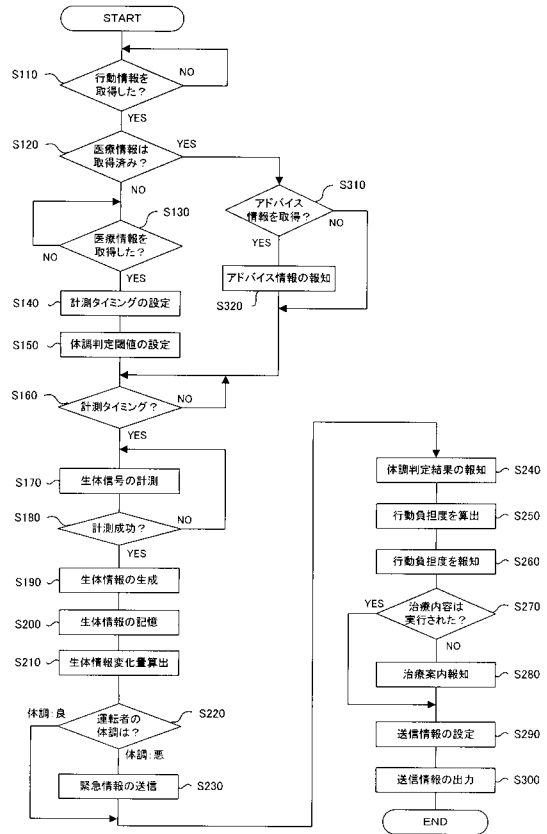 START
S110
行動情報を
取得した？
NO
YES
S120
医療情報は
取得済み？
YES
NO
S130
医療情報を
取得した？
NO
YES
S310
アドバイス
情報を取得？
NO
YES
アドバイス情報の報知
S320
S140
計測タイミングの設定
S150
体調判定閾値の設定
S160
計測タイミング？
NO
YES
S170
生体信号の計測
S180
計測成功？
NO
YES
S190
生体情報の生成
S200
生体情報の記憶
S210
生体情報変化量算出
体調：良
運転者の
体調は？
S220
体調：悪
緊急情報の送信
S230
体調判定結果の報知
S240
行動負担度を算出
S250
行動負担度を報知
S260
YES
治療内容は
実行された？
S270
NO
治療案内報知
S280
送信情報の設定
S290
送信情報の出力
S300
END